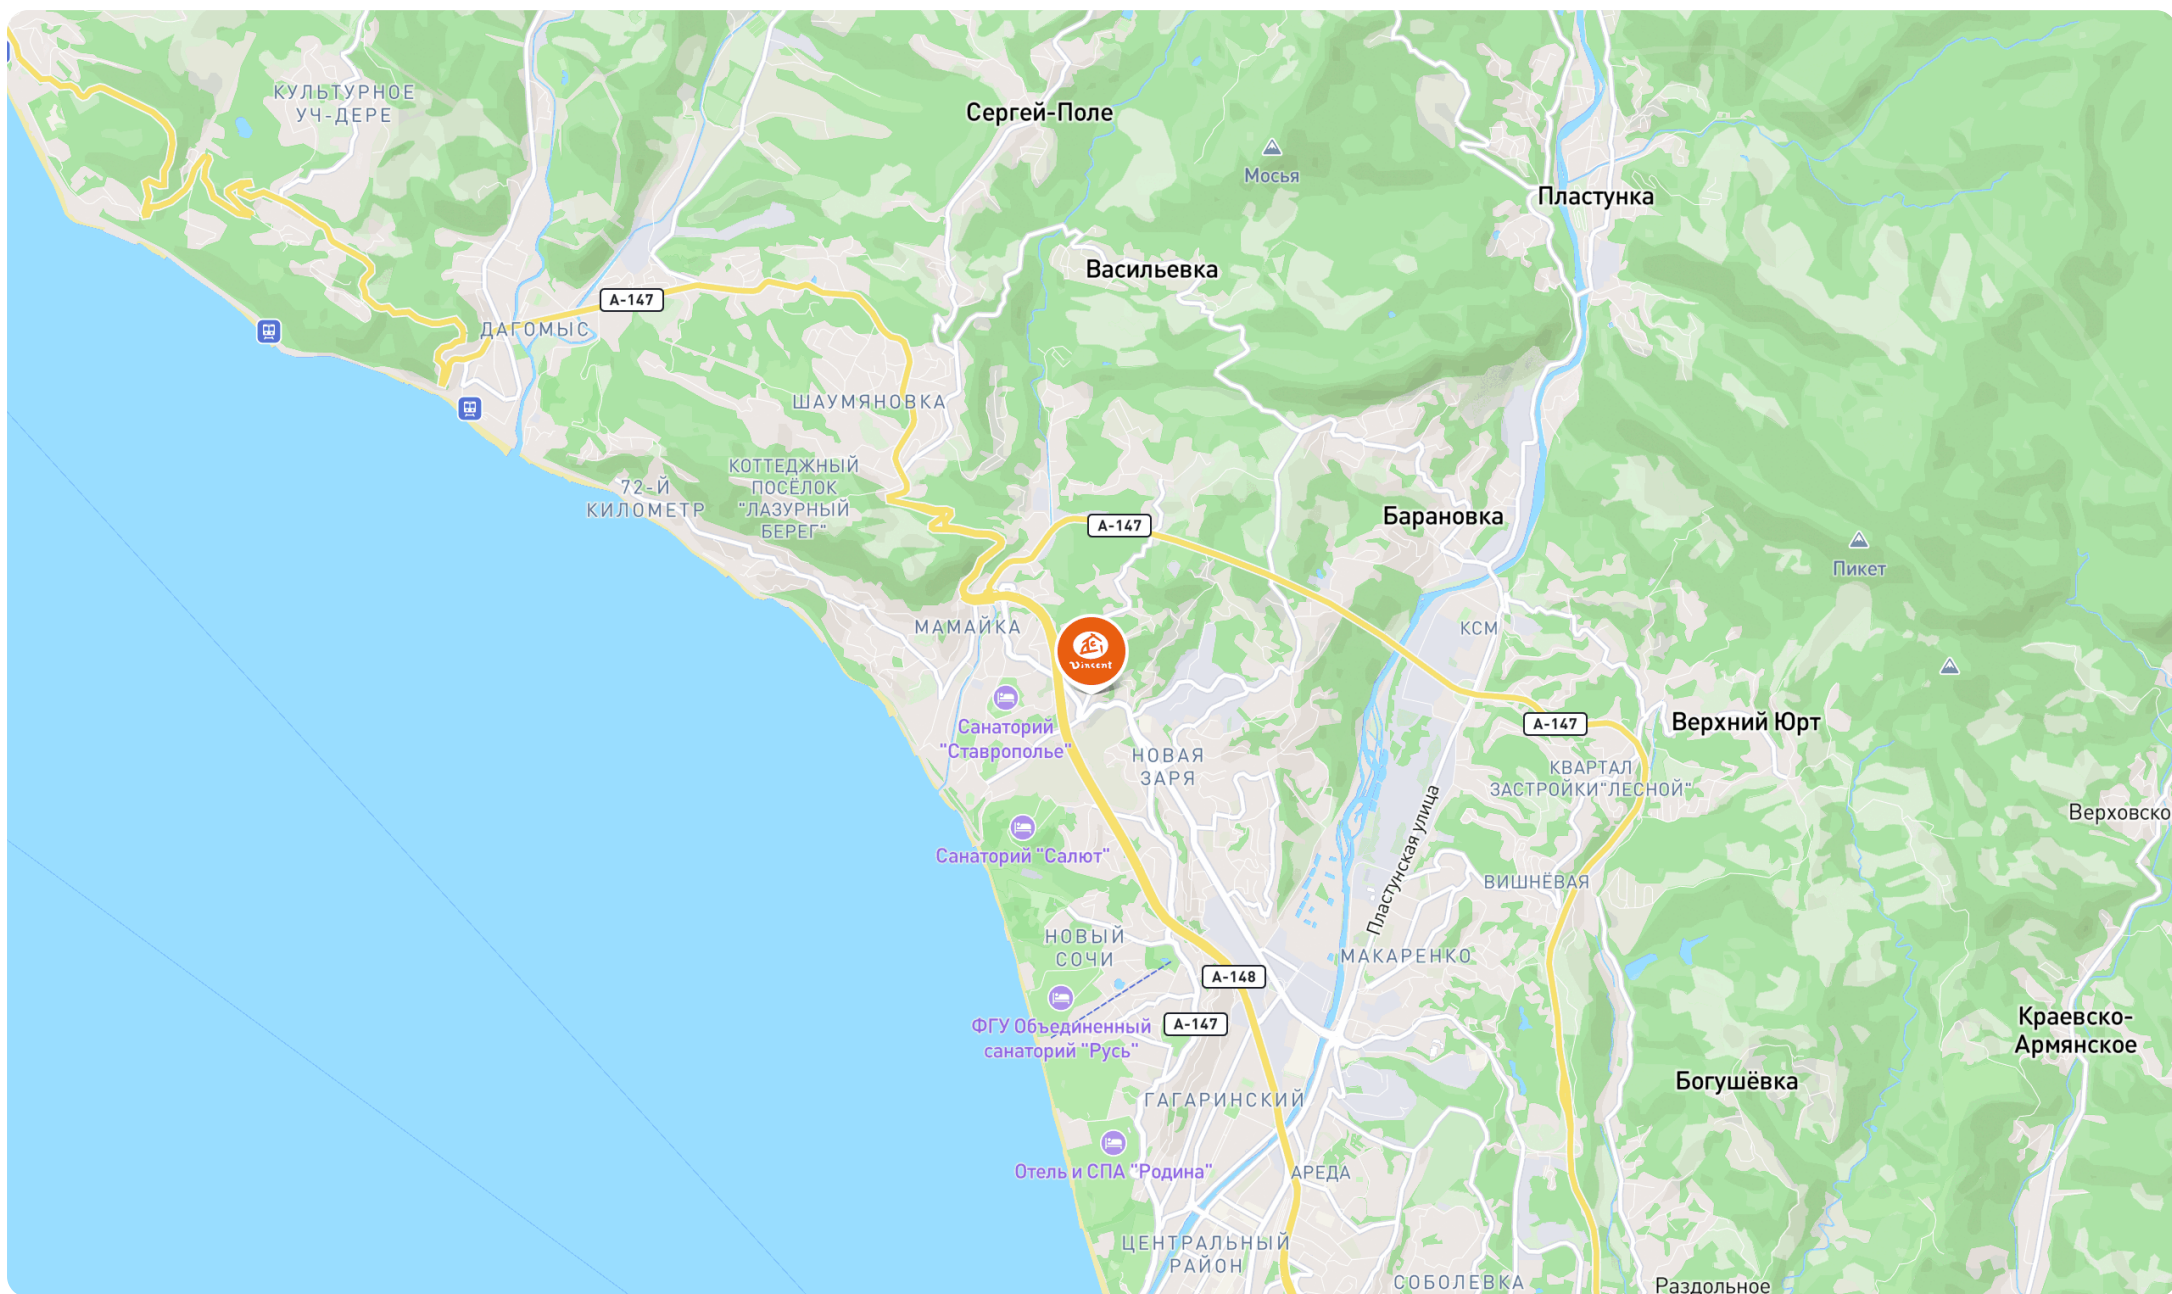 КУЛЬТУРНОЕ
УЧ-ДЕРЕ
Сергей-Поле
Мосья
Пластунка
Васильевка
А-147
ДАГОМЫС
ШАУМЯНОВКА
КОТТЕДЖНЫЙ
ПОСЁЛОК
"ЛАЗУРНЫЙ
БЕРЕГ"
72-Й
КИЛОМЕТР
А-147
Барановка
Пикет
МАМАЙКА
КСМ
Vincent
Санаторий
"Ставрополье"
А-147
Верхний Юрт
НОВАЯ
ЗАРЯ
КВАРТАЛ
ЗАСТРОЙКИ"ЛЕСНОЙ"
Верховско
Пластунская улица
Санаторий "Салют"
ВИШНЁВАЯ
НОВЫЙ
СОЧИ
МАКАРЕНКО
А-148
ФГУ Объединенный
санаторий "Русь"
А-147
Краевско-
Армянское
Богушёвка
ГАГАРИНСКИЙ
Отель и СПА "Родина"
АРЕДА
ЦЕНТРАЛЬНЫЙ
РАЙОН
СОБОЛЕВКА
Раздольное